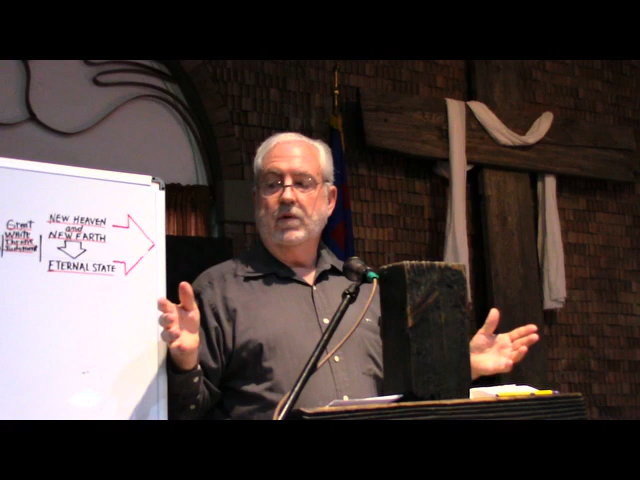 Great
White
Throne
Judgment
NEW HEAVEN
and
NEW EARTH
ETERNAL STATE